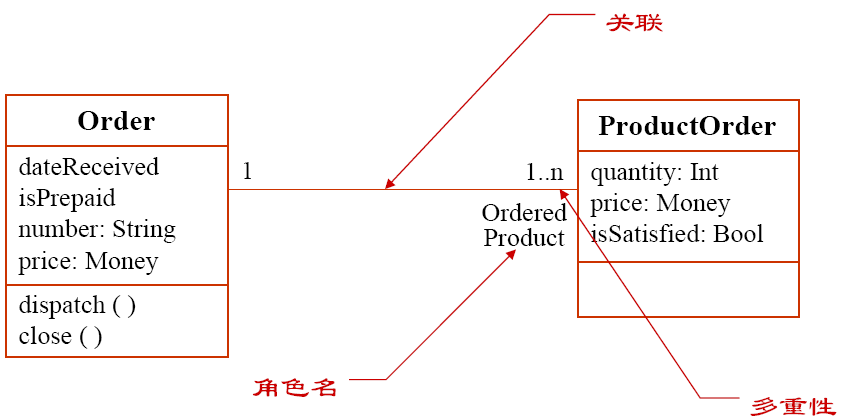 关联
Order
dateReceived
isPrepaid
number: String
price: Money
dispatch ( )
close ( )
1
1..n
Ordered
Product
ProductOrder
quantity: Int
price: Money
isSatisfied: Bool
角色名
多重性